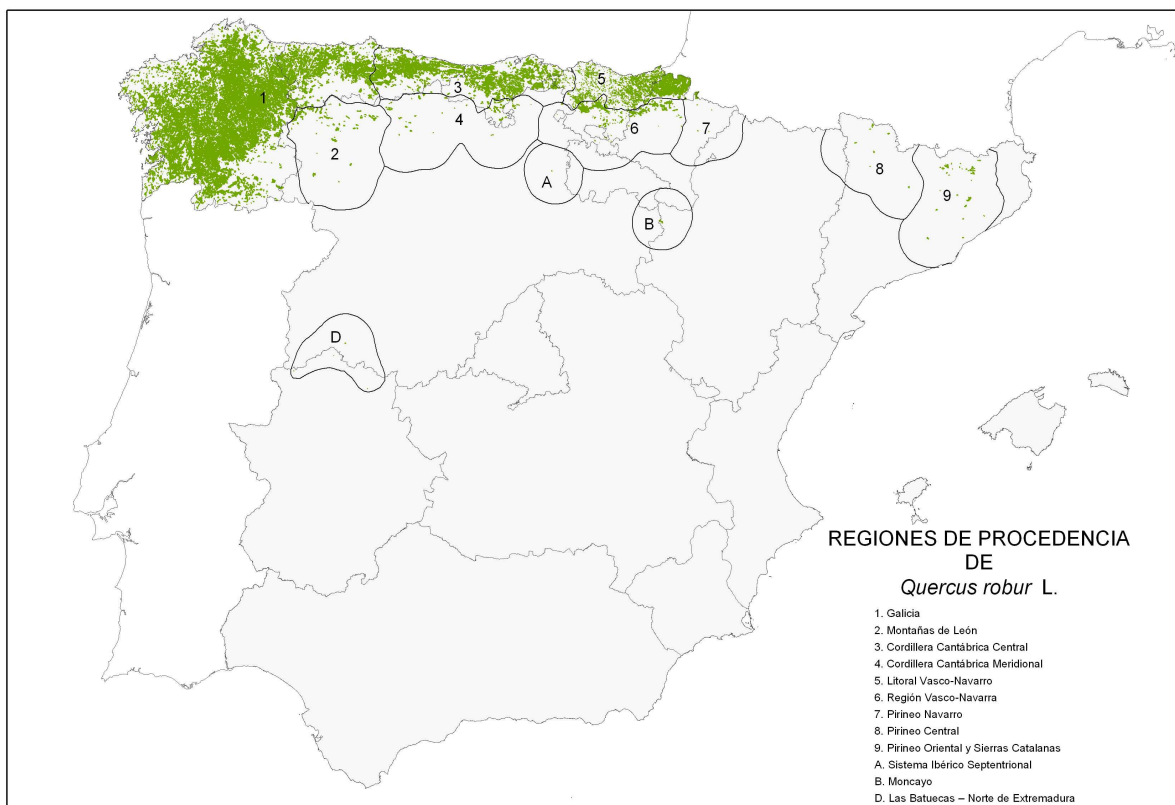 1
2
3
4
5
6
7
8
9
A
B
D
REGIONES DE PROCEDENCIA
DE
Quercus robur L.
1. Galicia
2. Montañas de León
3. Cordillera Cantábrica Central
4. Cordillera Cantábrica Meridional
5. Litoral Vasco-Navarro
6. Región Vasco-Navarra
7. Pirineo Navarro
8. Pirineo Central
9. Pirineo Oriental y Sierras Catalanas
A. Sistema Ibérico Septentrional
B. Moncayo
D. Las Batuecas – Norte de Extremadura